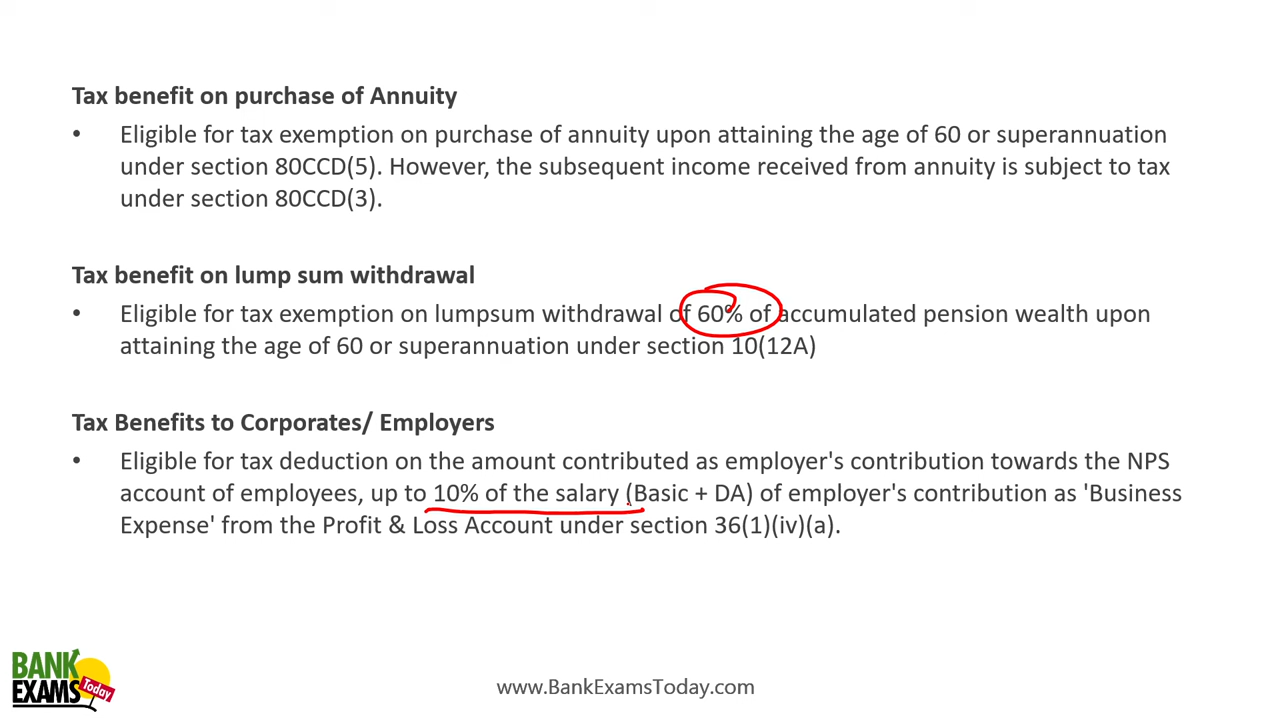 Tax benefit on purchase of Annuity
• Eligible for tax exemption on purchase of annuity upon attaining the age of 60 or superannuation
under section 80CCD(5). However, the subsequent income received from annuity is subject to tax
under section 80CCD(3).
Tax benefit on lump sum withdrawal
• Eligible for tax exemption on lumpsum withdrawal of 60% of accumulated pension wealth upon
attaining the age of 60 or superannuation under section 10(12A)
Tax Benefits to Corporates/ Employers
• Eligible for tax deduction on the amount contributed as employer's contribution towards the NPS
account of employees, up to 10% of the salary (Basic + DA) of employer's contribution as 'Business
Expense' from the Profit & Loss Account under section 36(1)(iv)(a).
BANK
EXAMS
Today
www.BankExamsToday.com